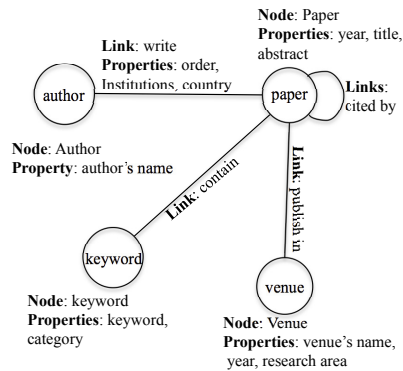 Node: Paper
Properties: year, title,
abstract
Link: write
Properties: order,
Institutions, country
author
paper
Links:
cited by
Node: Author
Property: author's name
Link: contain
Link: publish in
keyword
venue
Node: keyword
Properties: keyword,
category
Node: Venue
Properties: venue's name,
year, research area